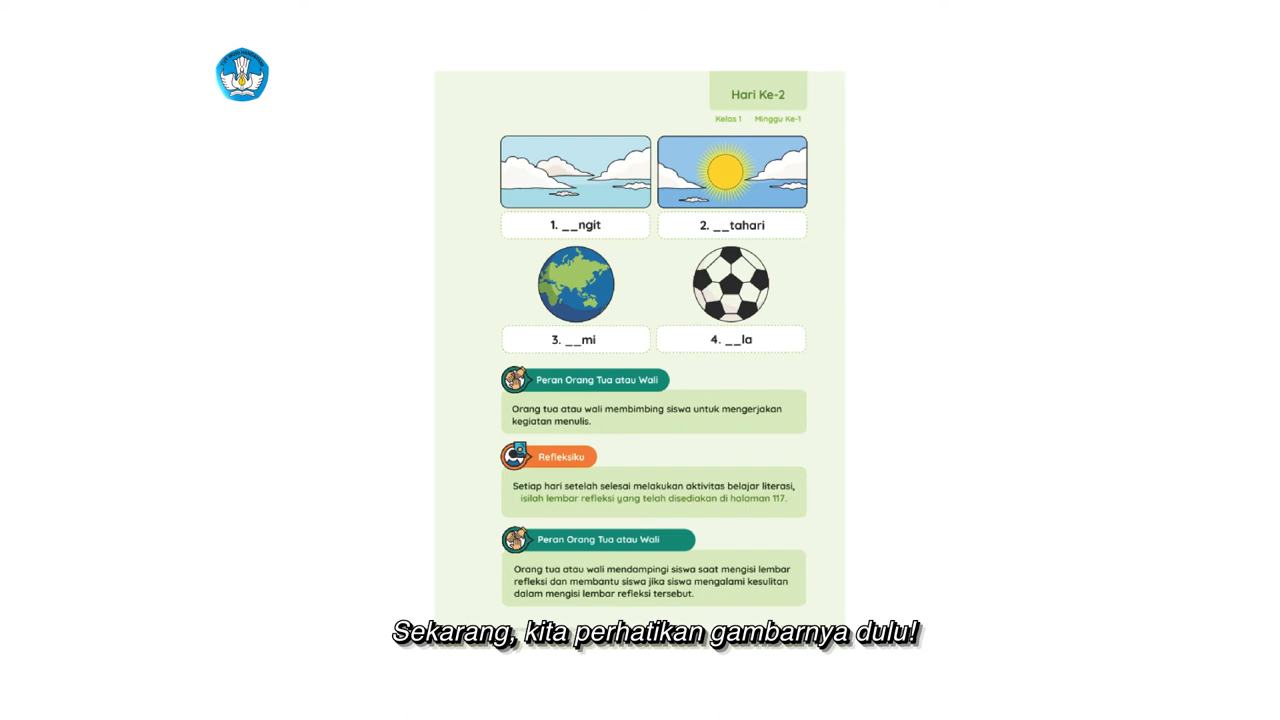 Hari Ke-2
Kelas 1 Minggu Ke-1
1. __ngit
2. __tahari
3. __mi
4. __la
Peran Orang Tua atau Wali
Orang tua atau wali membimbing siswa untuk mengerjakan
kegiatan menulis.
Refleksiku
Setiap hari setelah selesai melakukan aktivitas belajar literasi,
isilah lembar refleksi yang telah disediakan di halaman 117.
Peran Orang Tua atau Wali
Orang tua atau wali mendampingi siswa saat mengisi lembar
refleksi dan membantu siswa jika siswa mengalami kesulitan
dalam mengisi lembar refleksi tersebut.
Sekarang, kita perhatikan gambarnya dulu!